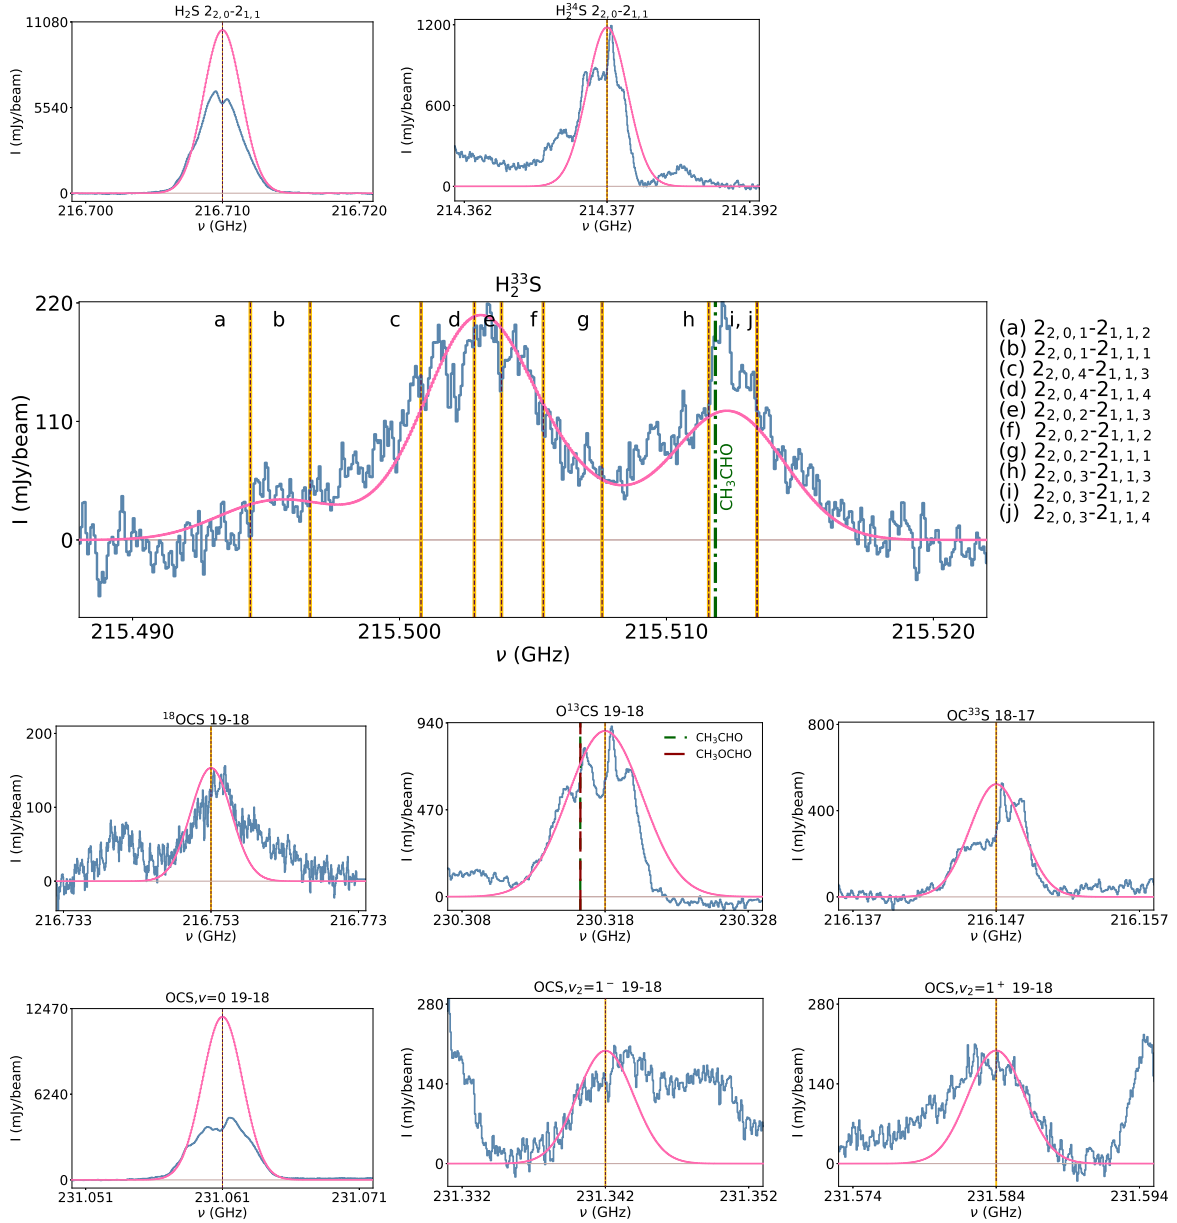 H₂S 2₂,₀-2₁,₁
11080
5540
0
I (mJy/beam)
216.700 216.710 216.720
ν (GHz)
H₂³⁴S 2₂,₀-2₁,₁
1200
600
0
I (mJy/beam)
214.362 214.377 214.392
ν (GHz)
H₂³³S
220
110
0
I (mJy/beam)
a b c d e f g h i, j
CH₃CHO
215.490 215.500 215.510 215.520
ν (GHz)
(a) 2₂,₀,₁-2₁,₁,₂
(b) 2₂,₀,₁-2₁,₁,₁
(c) 2₂,₀,₄-2₁,₁,₃
(d) 2₂,₀,₄-2₁,₁,₄
(e) 2₂,₀,₂-2₁,₁,₃
(f) 2₂,₀,₂-2₁,₁,₂
(g) 2₂,₀,₂-2₁,₁,₁
(h) 2₂,₀,₃-2₁,₁,₃
(i) 2₂,₀,₃-2₁,₁,₂
(j) 2₂,₀,₃-2₁,₁,₄
¹⁸OCS 19-18
200
100
0
I (mJy/beam)
216.733 216.753 216.773
ν (GHz)
O¹³CS 19-18
940
470
0
I (mJy/beam)
CH₃CHO
CH₃OCHO
230.308 230.318 230.328
ν (GHz)
OC³³S 18-17
800
400
0
I (mJy/beam)
216.137 216.147 216.157
ν (GHz)
OCS,v=0 19-18
12470
6240
0
I (mJy/beam)
231.051 231.061 231.071
ν (GHz)
OCS,v₂=1⁻ 19-18
280
140
0
I (mJy/beam)
231.332 231.342 231.352
ν (GHz)
OCS,v₂=1⁺ 19-18
280
140
0
I (mJy/beam)
231.574 231.584 231.594
ν (GHz)